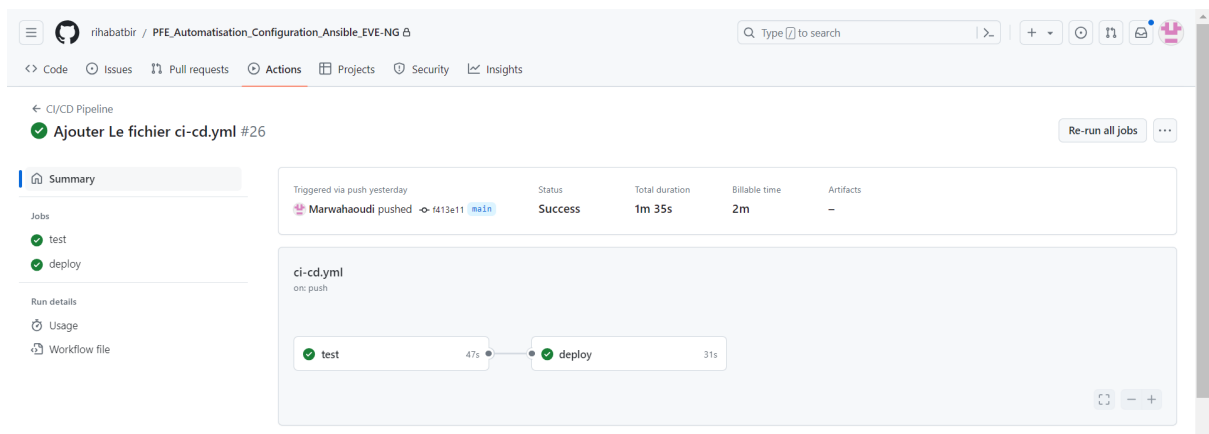 rihabatbir / PFE_Automatisation_Configuration_Ansible_EVE-NG
Type / to search
Code Issues Pull requests Actions Projects Security Insights
← CI/CD Pipeline
Ajouter Le fichier ci-cd.yml #26
Re-run all jobs
Summary
Jobs
test
deploy
Run details
Usage
Workflow file
Triggered via push yesterday
Marwahaoudi pushed f413e11 main
Status
Success
Total duration
1m 35s
Billable time
2m
Artifacts
–
ci-cd.yml
on: push
test 47s
deploy 31s